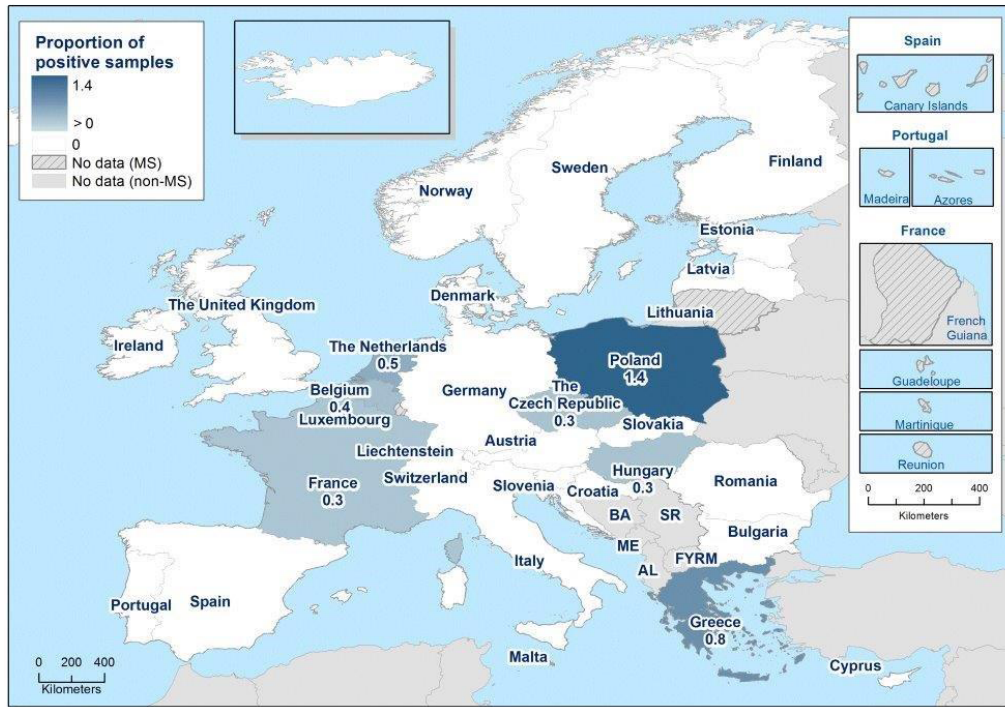 Proportion of
positive samples
1.4
> 0
0
No data (MS)
No data (non-MS)
Spain
Canary Islands
Portugal
Madeira
Azores
France
French
Guiana
Guadeloupe
Martinique
Reunion
0 200 400
Kilometers
Norway
Sweden
Finland
Estonia
Latvia
Lithuania
Denmark
The United Kingdom
Ireland
The Netherlands
0.5
Belgium
0.4
Luxembourg
Germany
Poland
1.4
The
Czech Republic
0.3
Slovakia
Austria
Liechtenstein
Switzerland
France
0.3
Slovenia
Croatia
Hungary
0.3
Romania
BA
SR
ME
AL
FYRM
Bulgaria
Italy
Portugal
Spain
Greece
0.8
Malta
Cyprus
0 200 400
Kilometers